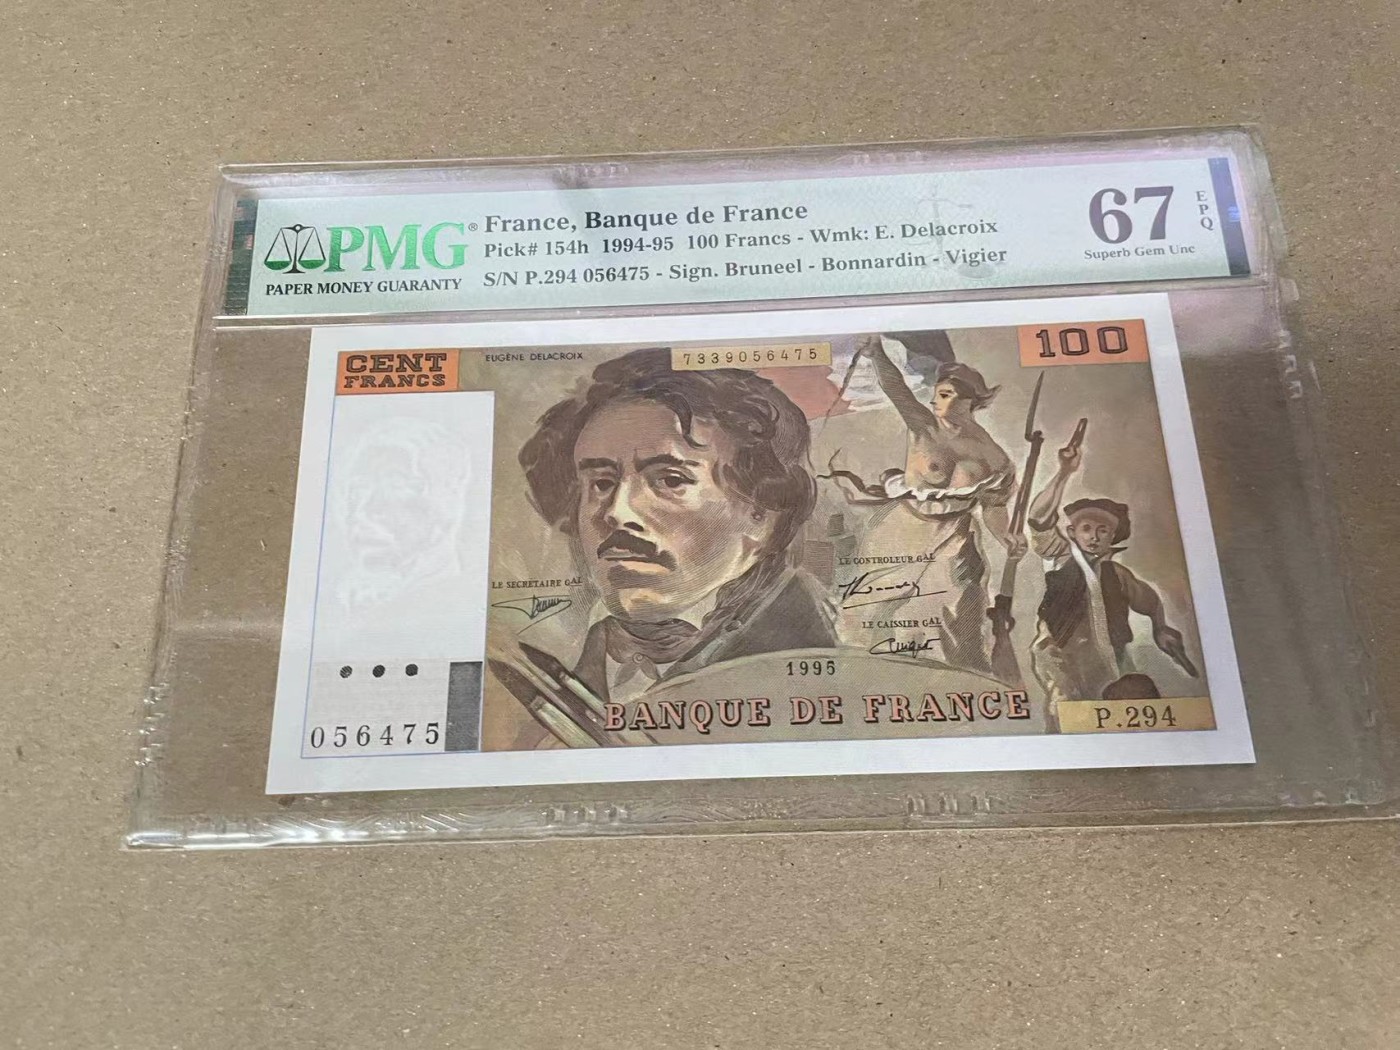 PMG®
PAPER MONEY GUARANTY
France, Banque de France
Pick# 154h 1994-95 100 Francs - Wmk: E. Delacroix
S/N P.294 056475 - Sign. Bruneel - Bonnardin - Vigier
67
EPQ
Superb Gem Unc
CENT
FRANCS
EUGÈNE DELACROIX
7339056475
100
LE SECRETAIRE GAL
LE CONTROLEUR GAL
LE CAISSIER GAL
1995
BANQUE DE FRANCE
P.294
056475